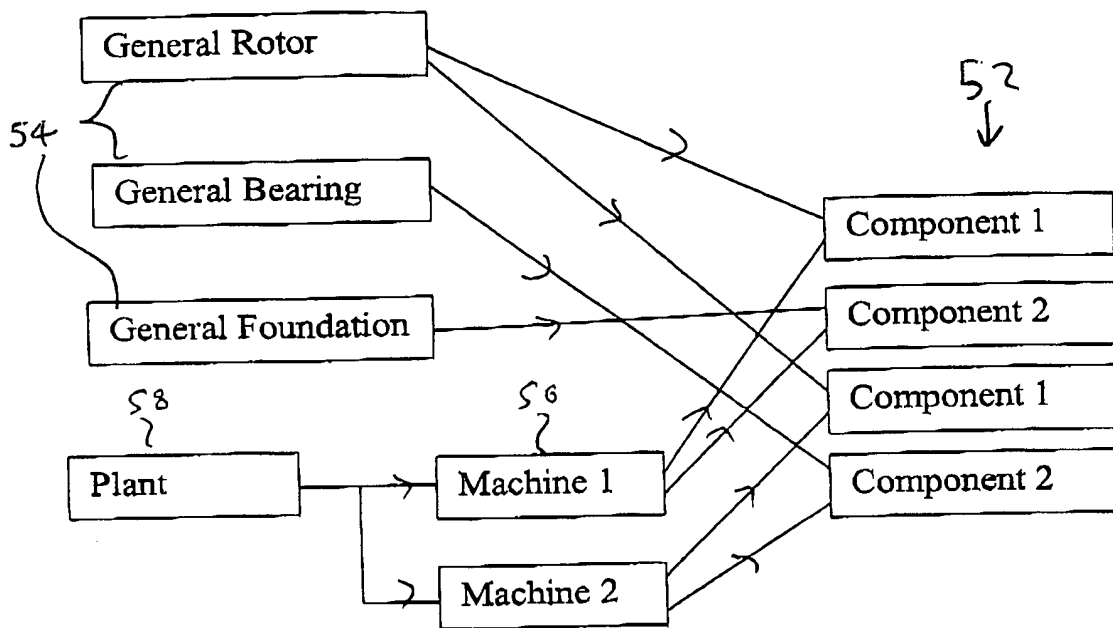 General Rotor
52
54
General Bearing
Component 1
General Foundation
Component 2
58
56
Component 1
Plant
Machine 1
Component 2
Machine 2